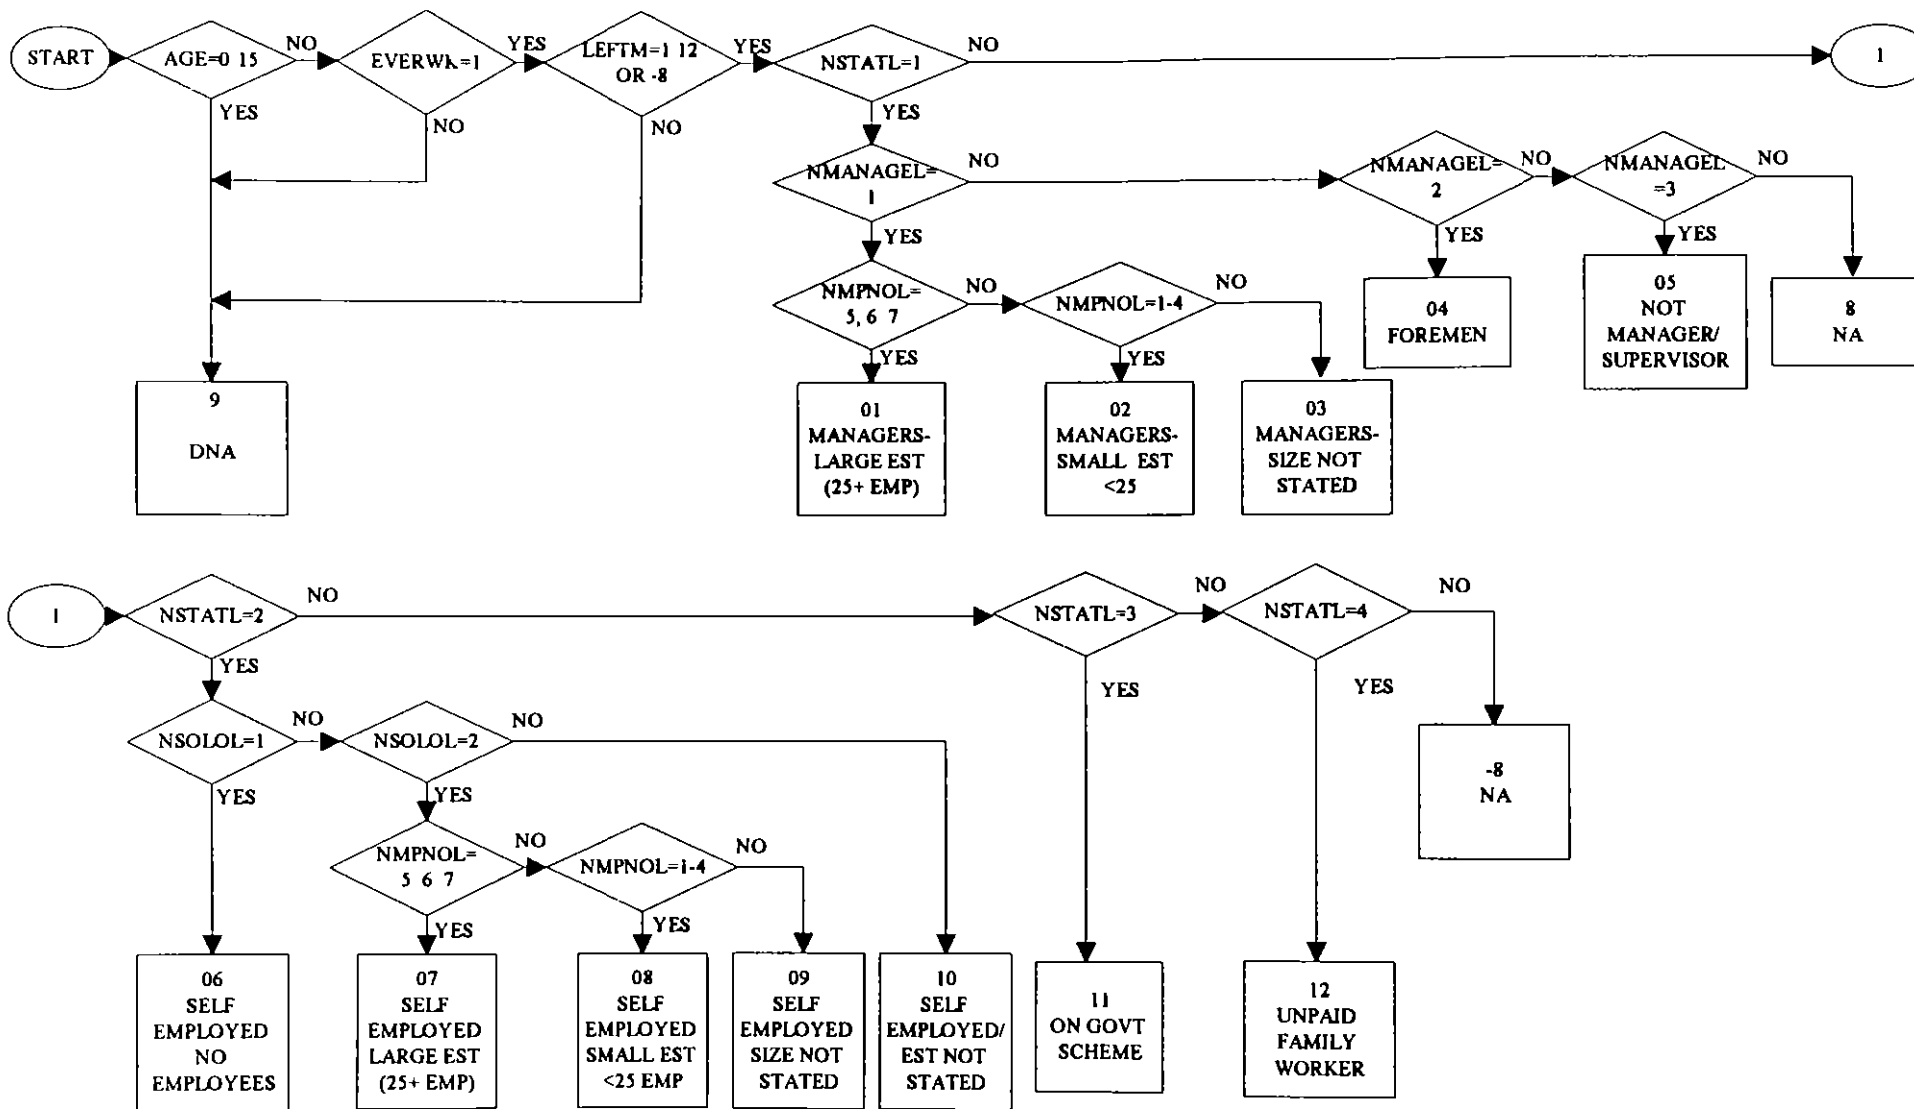 START
AGE=0 15
NO
YES
EVERWK=1
YES
NO
LEFTM=1 12
OR -8
YES
NO
NSTATL=1
NO
YES
1
NMANAGEL=
1
NO
YES
NMANAGEL=
2
NO
YES
NMANAGEL
=3
NO
YES
NMPNOL=
5, 6 7
NO
YES
NMPNOL=1-4
NO
YES
04
FOREMEN
05
NOT
MANAGER/
SUPERVISOR
8
NA
9
DNA
01
MANAGERS-
LARGE EST
(25+ EMP)
02
MANAGERS-
SMALL EST
<25
03
MANAGERS-
SIZE NOT
STATED
1
NSTATL=2
NO
YES
NSTATL=3
NO
YES
NSTATL=4
NO
YES
NSOLOL=1
NO
YES
NSOLOL=2
NO
YES
-8
NA
NMPNOL=
5 6 7
NO
YES
NMPNOL=1-4
NO
YES
06
SELF
EMPLOYED
NO
EMPLOYEES
07
SELF
EMPLOYED
LARGE EST
(25+ EMP)
08
SELF
EMPLOYED
SMALL EST
<25 EMP
09
SELF
EMPLOYED
SIZE NOT
STATED
10
SELF
EMPLOYED/
EST NOT
STATED
11
ON GOVT
SCHEME
12
UNPAID
FAMILY
WORKER